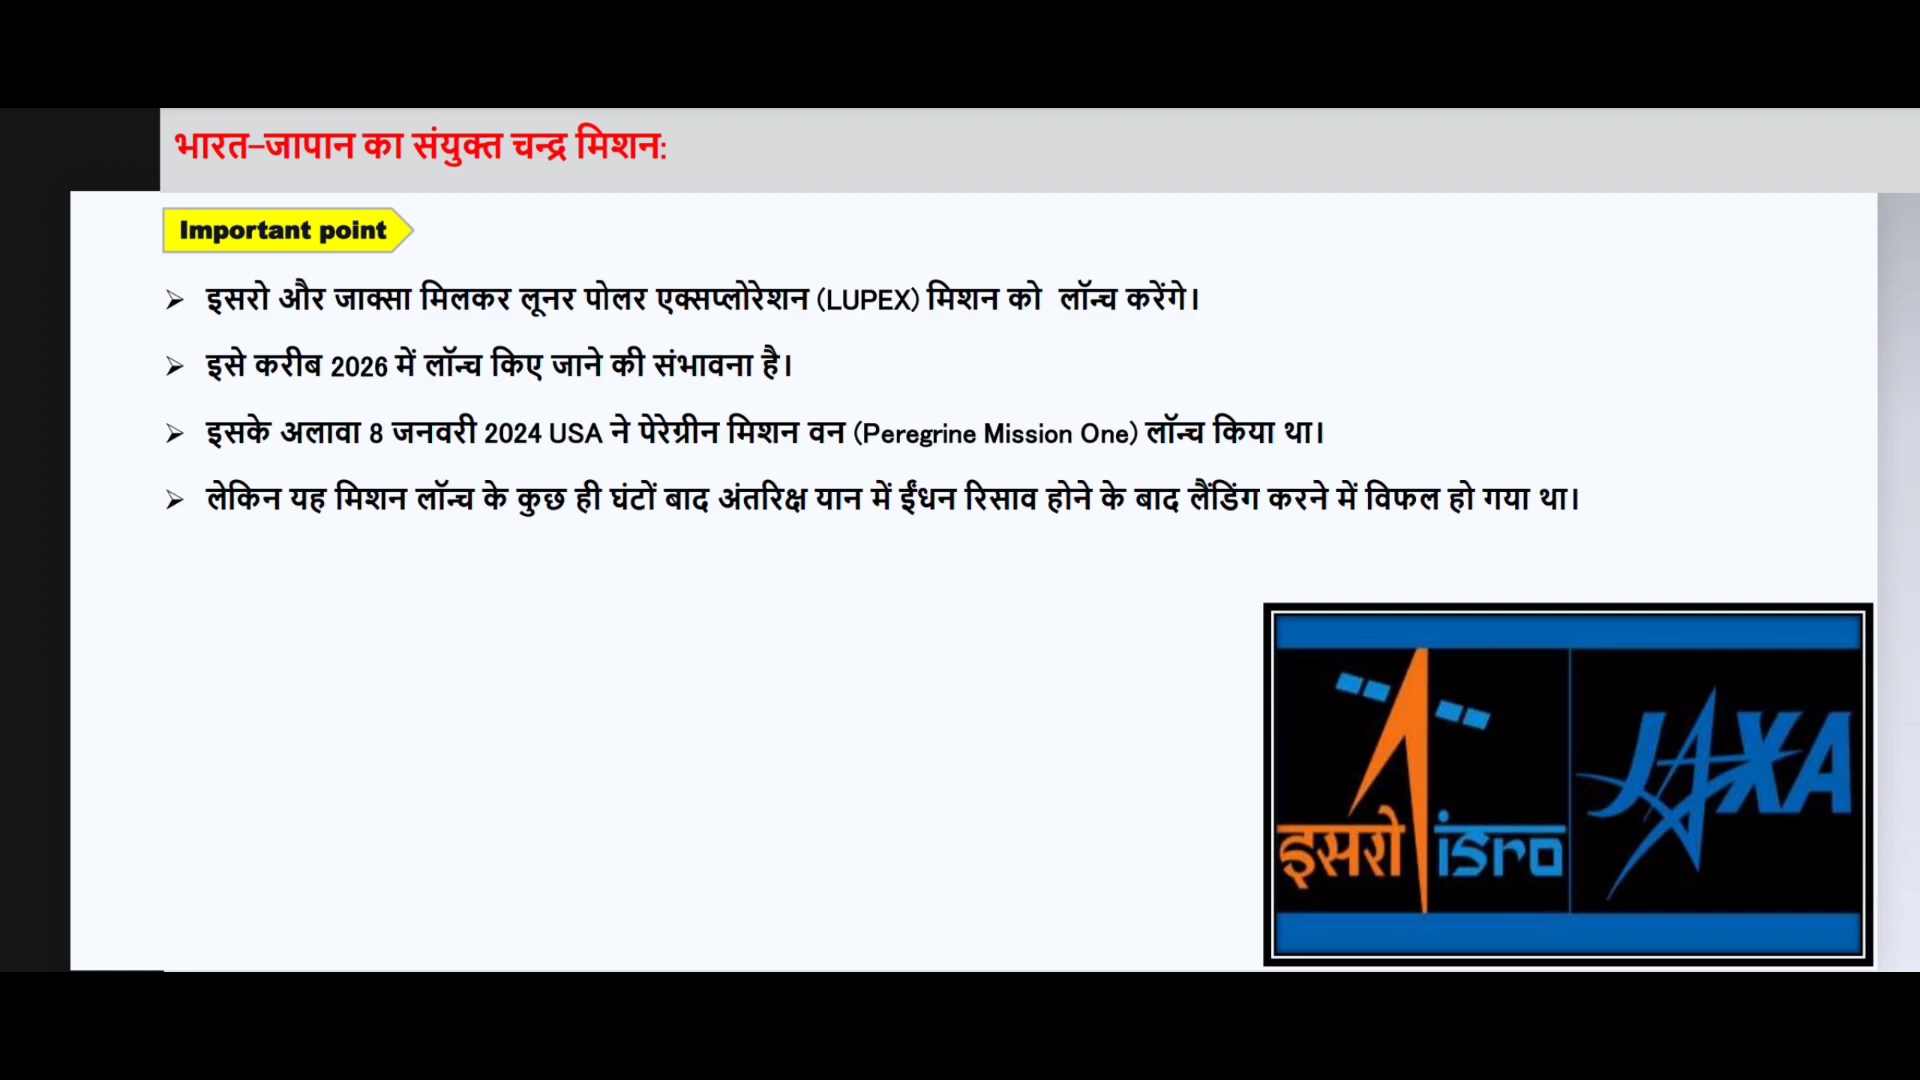 भारत-जापान का संयुक्त चन्द्र मिशन:
Important point
➢ इसरो और जाक्सा मिलकर लूनर पोलर एक्सप्लोरेशन (LUPEX) मिशन को लॉन्च करेंगे।
➢ इसे करीब 2026 में लॉन्च किए जाने की संभावना है।
➢ इसके अलावा 8 जनवरी 2024 USA ने पेरेग्रीन मिशन वन (Peregrine Mission One) लॉन्च किया था।
➢ लेकिन यह मिशन लॉन्च के कुछ ही घंटों बाद अंतरिक्ष यान में ईंधन रिसाव होने के बाद लैंडिंग करने में विफल हो गया था।
इसरो isro JAXA